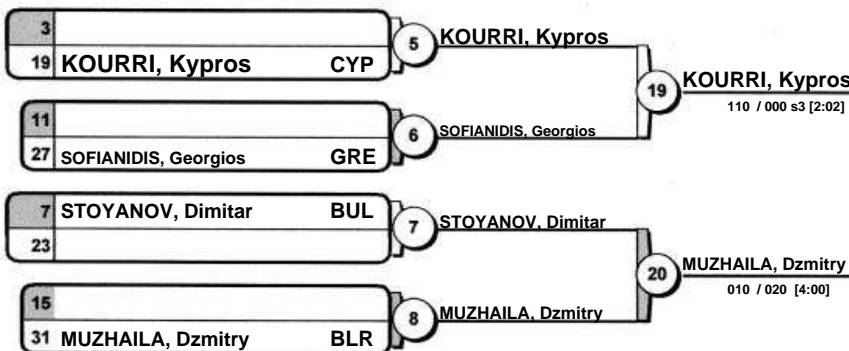 3
19 KOURRI, Kypros CYP
5 KOURRI, Kypros
11
27 SOFIANIDIS, Georgios GRE
6 SOFIANIDIS, Georgios
19 KOURRI, Kypros
110 / 000 s3 [2:02]
7 STOYANOV, Dimitar BUL
23
7 STOYANOV, Dimitar
15
31 MUZHAILA, Dzmitry BLR
8 MUZHAILA, Dzmitry
20 MUZHAILA, Dzmitry
010 / 020 [4:00]